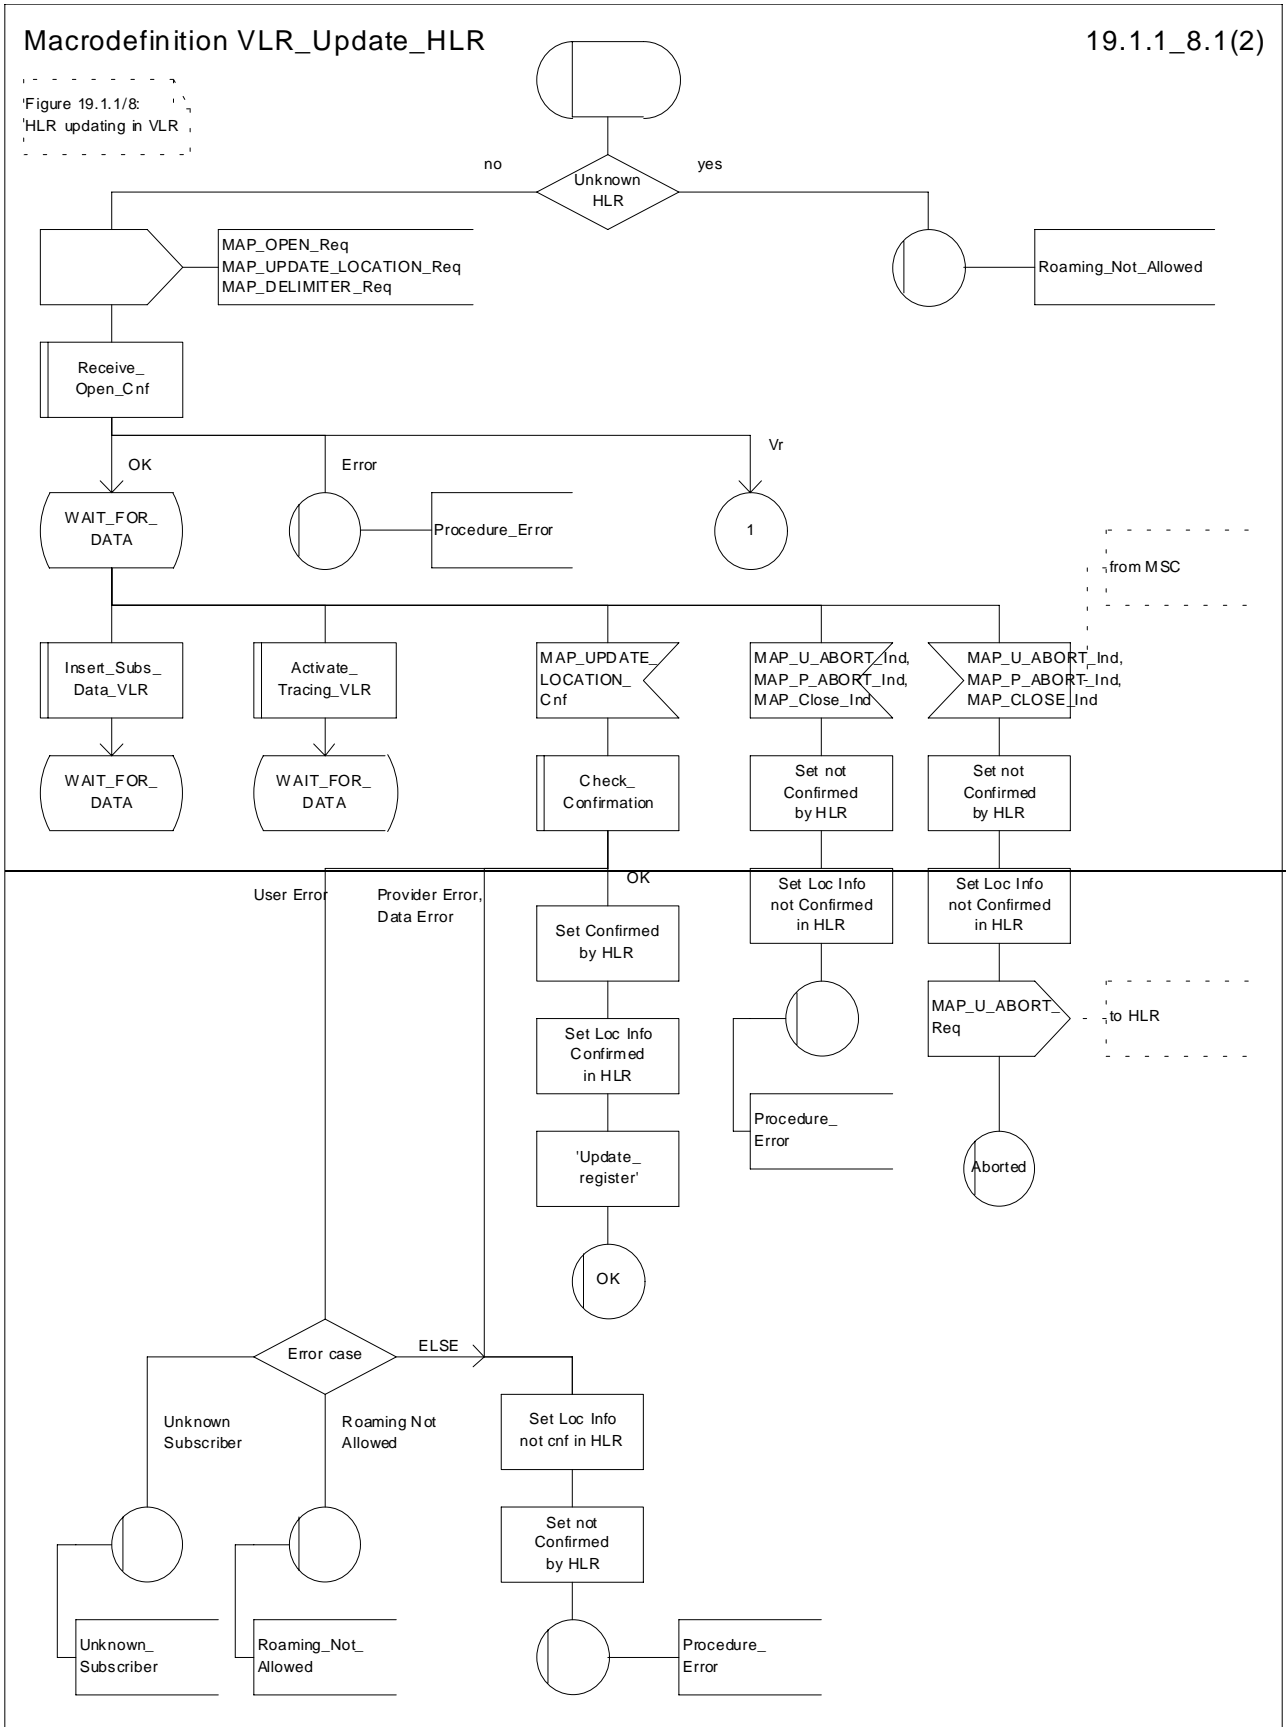 Macrodefinition VLR_Update_HLR
19.1.1_8.1(2)
Figure 19.1.1/8:
HLR updating in VLR
no
yes
Unknown
HLR
MAP_OPEN_Req
MAP_UPDATE_LOCATION_Req
MAP_DELIMITER_Req
Roaming_Not_Allowed
Receive_
Open_Cnf
OK
Error
Vr
WAIT_FOR_
DATA
Procedure_Error
1
from MSC
Insert_Subs_
Data_VLR
Activate_
Tracing_VLR
MAP_UPDATE_
LOCATION_
Cnf
MAP_U_ABORT_Ind,
MAP_P_ABORT_Ind,
MAP_Close_Ind
MAP_U_ABORT_Ind,
MAP_P_ABORT_Ind,
MAP_CLOSE_Ind
WAIT_FOR_
DATA
WAIT_FOR_
DATA
Check_
Confirmation
Set not
Confirmed
by HLR
Set not
Confirmed
by HLR
User Error
Provider Error,
Data Error
OK
Set Loc Info
not Confirmed
in HLR
Set Loc Info
not Confirmed
in HLR
Set Confirmed
by HLR
MAP_U_ABORT_
Req
to HLR
Set Loc Info
Confirmed
in HLR
Procedure_
Error
'Update_
register'
Aborted
OK
Error case
ELSE
Unknown
Subscriber
Roaming Not
Allowed
Set Loc Info
not cnf in HLR
Set not
Confirmed
by HLR
Unknown_
Subscriber
Roaming_Not_
Allowed
Procedure_
Error